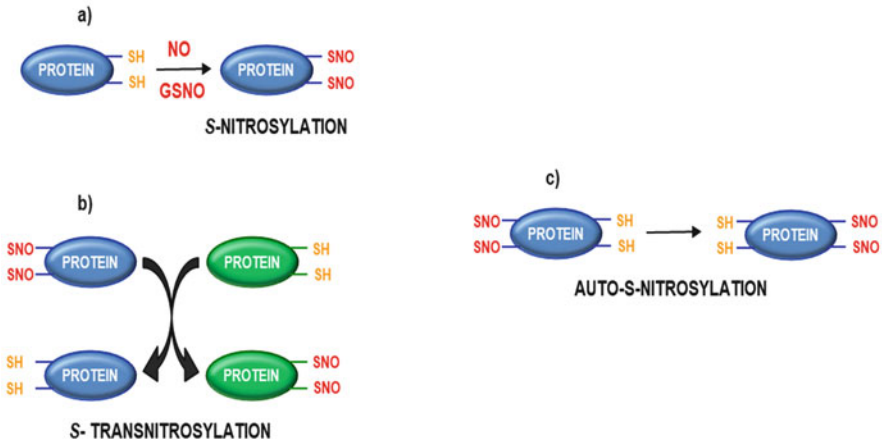 a)
PROTEIN
SH
SH
NO
GSNO
PROTEIN
SNO
SNO
S-NITROSYLATION
b)
SNO
SNO
PROTEIN
PROTEIN
SH
SH
SH
SH
PROTEIN
PROTEIN
SNO
SNO
S- TRANSNITROSYLATION
c)
SNO
SNO
PROTEIN
SH
SH
SH
SH
PROTEIN
SNO
SNO
AUTO-S-NITROSYLATION